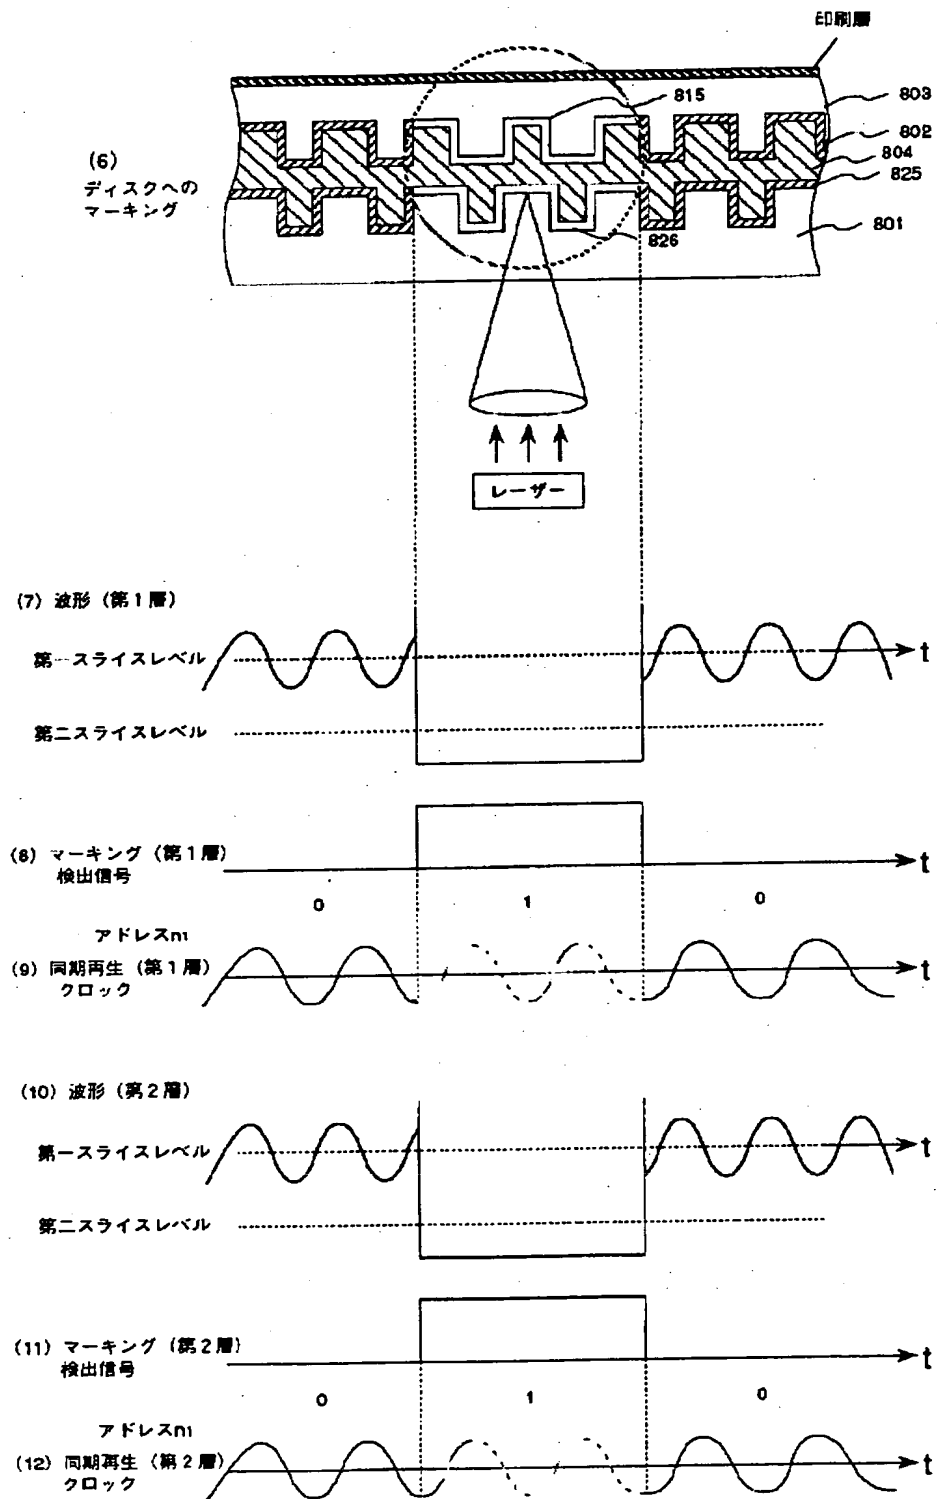 印刷層
815
803
802
804
825
801
826
(6)
ディスクへの
マーキング
レーザー
(7) 波形 (第1層)
第一スライスレベル
t
第二スライスレベル
(8) マーキング (第1層)
検出信号
t
0
1
0
アドレスn1
(9) 同期再生 (第1層)
クロック
t
(10) 波形 (第2層)
第一スライスレベル
t
第二スライスレベル
(11) マーキング (第2層)
検出信号
t
0
1
0
アドレスn1
(12) 同期再生 (第2層)
クロック
t